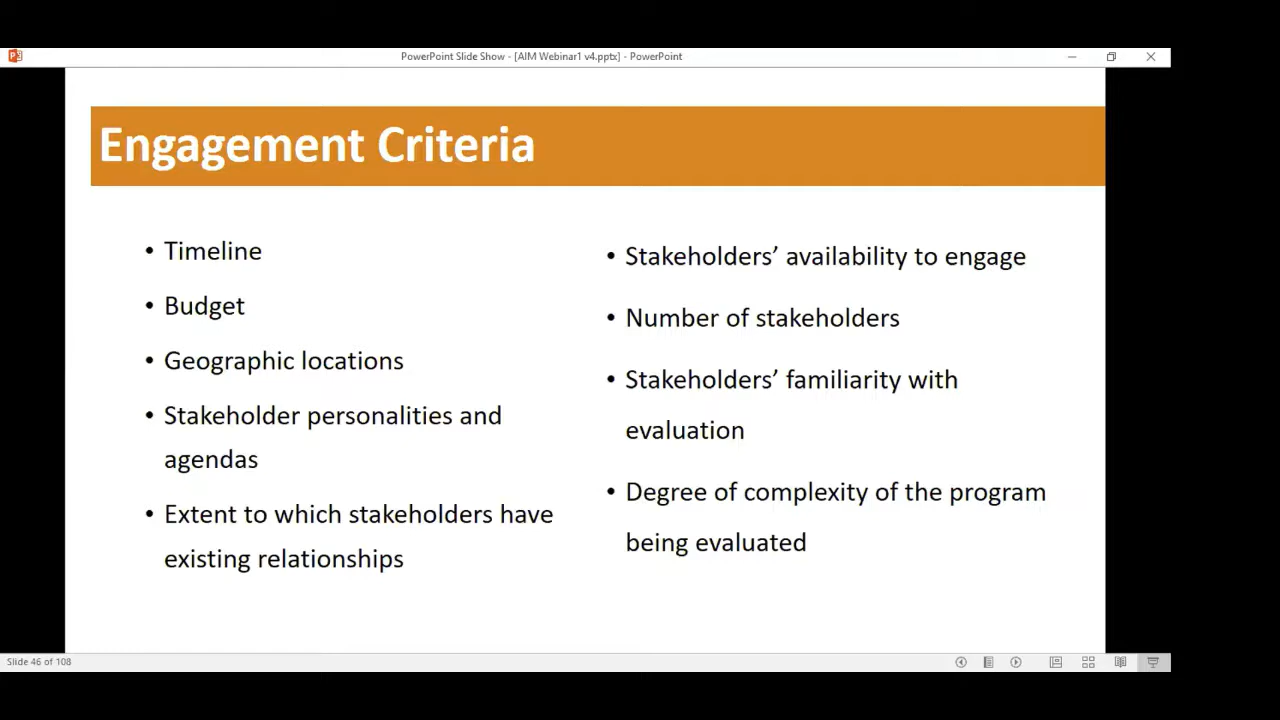 PowerPoint Slide Show - [AIM Webinar1 v4.pptx] - PowerPoint
Engagement Criteria
• Timeline
• Budget
• Geographic locations
• Stakeholder personalities and
agendas
• Extent to which stakeholders have
existing relationships
• Stakeholders’ availability to engage
• Number of stakeholders
• Stakeholders’ familiarity with
evaluation
• Degree of complexity of the program
being evaluated
Slide 46 of 108